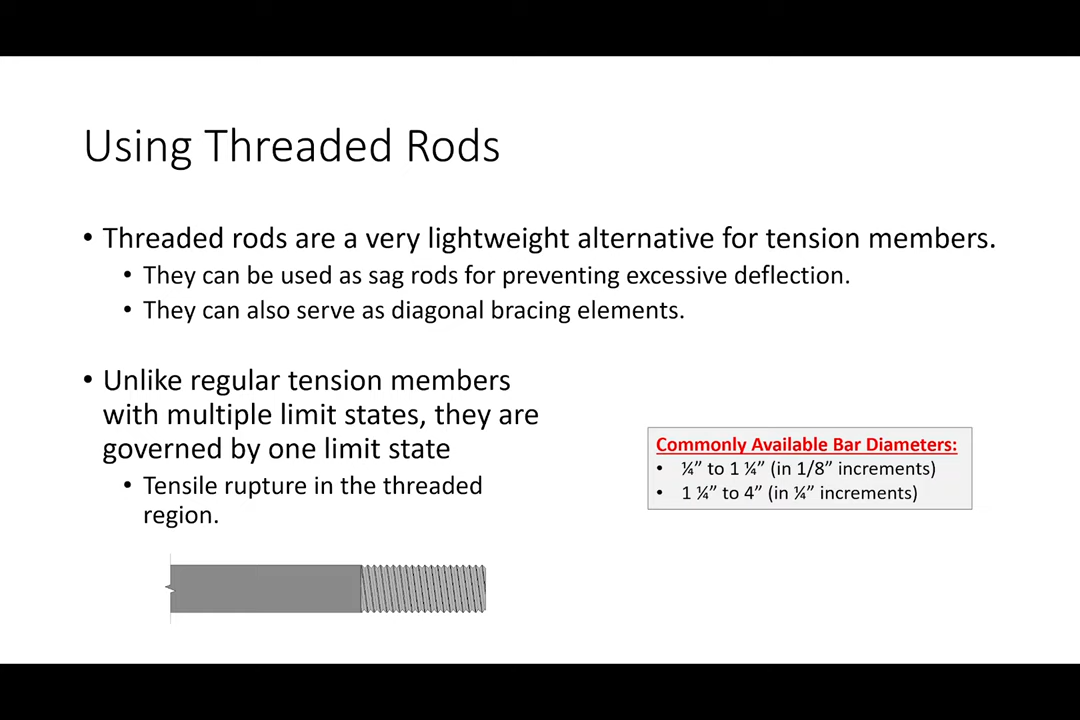 Using Threaded Rods
• Threaded rods are a very lightweight alternative for tension members.
• They can be used as sag rods for preventing excessive deflection.
• They can also serve as diagonal bracing elements.
• Unlike regular tension members
with multiple limit states, they are
governed by one limit state
• Tensile rupture in the threaded
region.
Commonly Available Bar Diameters:
• ¼” to 1 ¼” (in 1/8” increments)
• 1 ¼” to 4” (in ¼” increments)